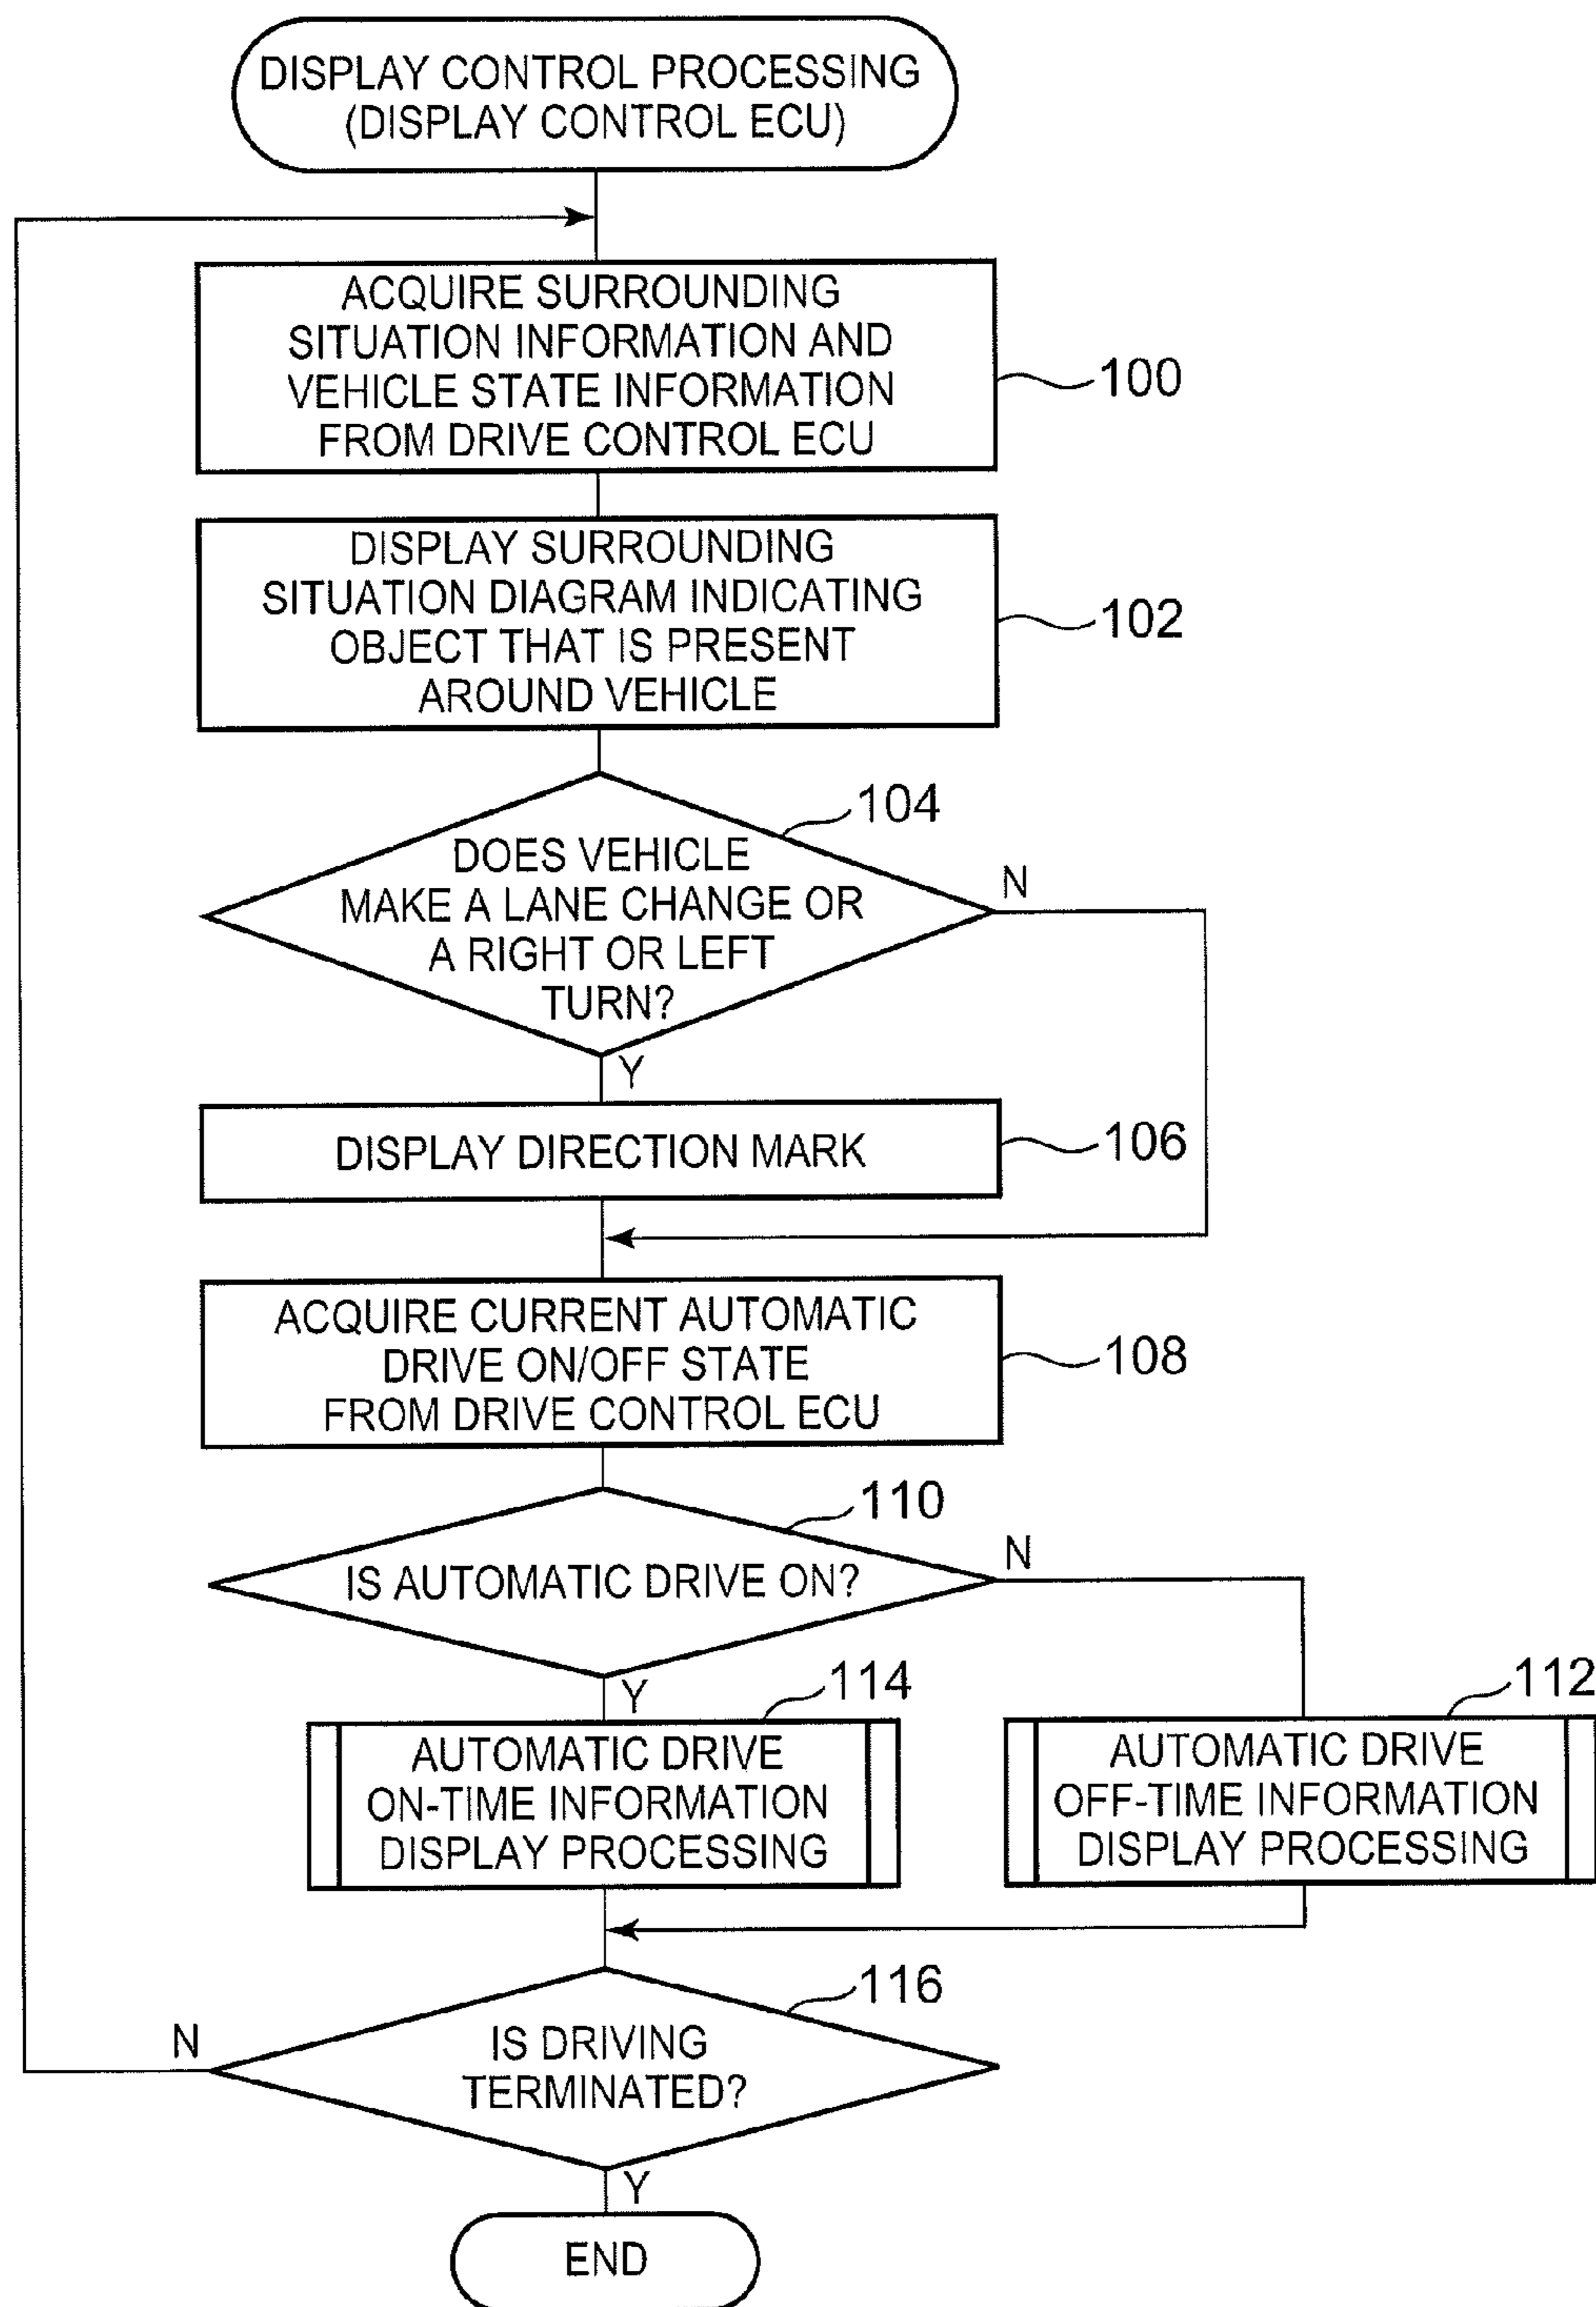 DISPLAY CONTROL PROCESSING
(DISPLAY CONTROL ECU)
ACQUIRE SURROUNDING
SITUATION INFORMATION AND
VEHICLE STATE INFORMATION
FROM DRIVE CONTROL ECU
100
DISPLAY SURROUNDING
SITUATION DIAGRAM INDICATING
OBJECT THAT IS PRESENT
AROUND VEHICLE
102
104
DOES VEHICLE
MAKE A LANE CHANGE OR
A RIGHT OR LEFT
TURN?
N
Y
DISPLAY DIRECTION MARK
106
ACQUIRE CURRENT AUTOMATIC
DRIVE ON/OFF STATE
FROM DRIVE CONTROL ECU
108
110
IS AUTOMATIC DRIVE ON?
N
Y
114
AUTOMATIC DRIVE
ON-TIME INFORMATION
DISPLAY PROCESSING
112
AUTOMATIC DRIVE
OFF-TIME INFORMATION
DISPLAY PROCESSING
116
IS DRIVING
TERMINATED?
N
Y
END